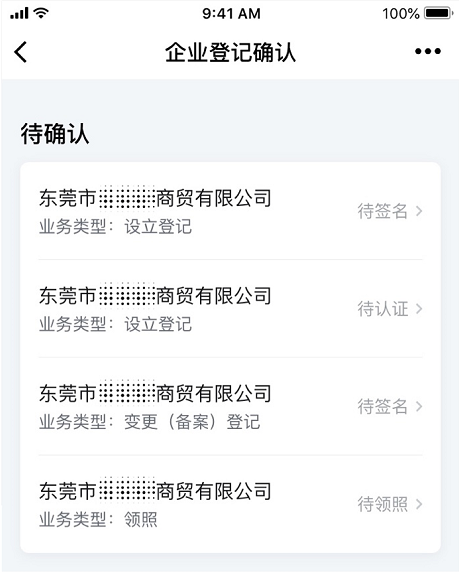 9:41 AM
100%
企业登记确认
待确认
东莞市 商贸有限公司
待签名
业务类型：设立登记
东莞市 商贸有限公司
待认证
业务类型：设立登记
东莞市 商贸有限公司
待签名
业务类型：变更（备案）登记
东莞市 商贸有限公司
待领照
业务类型：领照